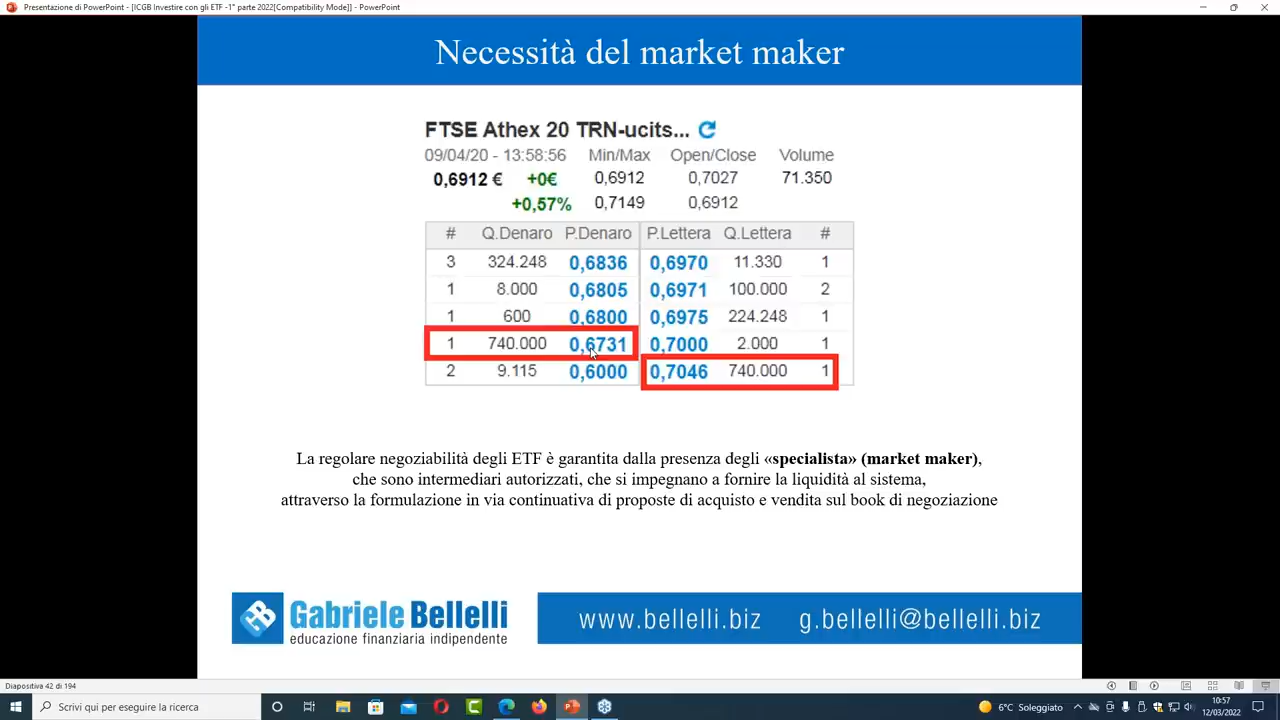 Presentazione di PowerPoint - [ICGB Investire con gli ETF -1° parte 2022[Compatibility Mode]] - PowerPoint
Necessità del market maker
FTSE Athex 20 TRN-ucits...
09/04/20 - 13:58:56 Min/Max Open/Close Volume
0,6912 € +0€ 0,6912 0,7027 71.350
+0,57% 0,7149 0,6912
# Q.Denaro P.Denaro P.Lettera Q.Lettera #
3 324.248 0,6836 0,6970 11.330 1
1 8.000 0,6805 0,6971 100.000 2
1 600 0,6800 0,6975 224.248 1
1 740.000 0,6731 0,7000 2.000 1
2 9.115 0,6000 0,7046 740.000 1
La regolare negoziabilità degli ETF è garantita dalla presenza degli «specialista» (market maker),
che sono intermediari autorizzati, che si impegnano a fornire la liquidità al sistema,
attraverso la formulazione in via continuativa di proposte di acquisto e vendita sul book di negoziazione
Gabriele Bellelli
educazione finanziaria indipendente
www.bellelli.biz g.bellelli@bellelli.biz
Diapositiva 42 di 194
Scrivi qui per eseguire la ricerca
6°C Soleggiato
10:57
12/03/2022